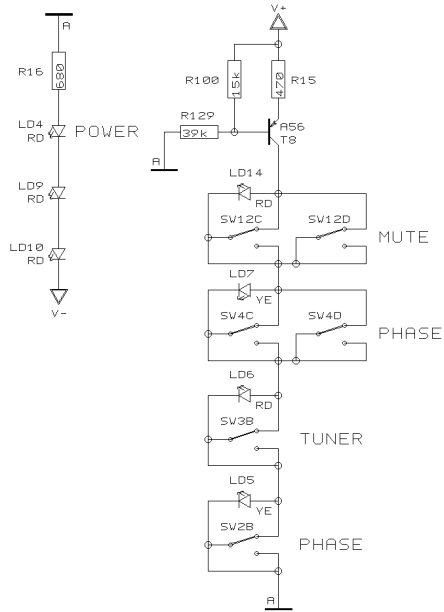 A
R16
680
LD4
RD
POWER
LD9
RD
LD10
RD
V-
V+
R100
15k
R15
470
R129
39k
A
A56
T8
LD14
RD
SW12C
SW12D
MUTE
LD7
YE
SW4C
SW4D
PHASE
LD6
RD
SW3B
TUNER
LD5
YE
SW2B
PHASE
A